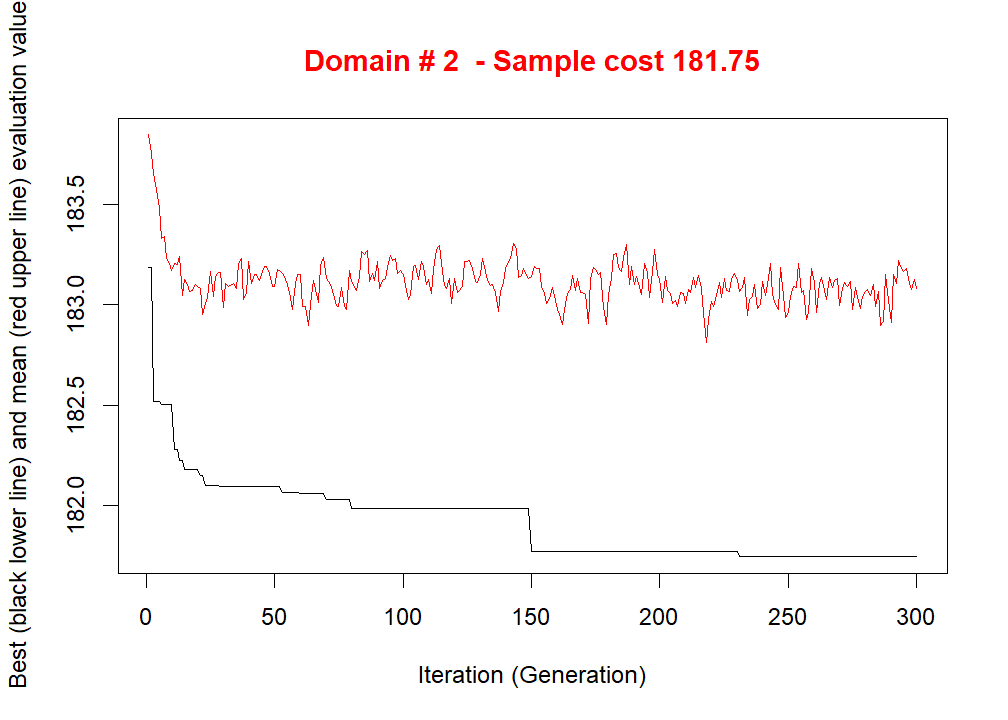 Domain # 2  - Sample cost 181.75
Best (black lower line) and mean (red upper line) evaluation value
183.5
183.0
182.5
182.0
0 50 100 150 200 250 300
Iteration (Generation)